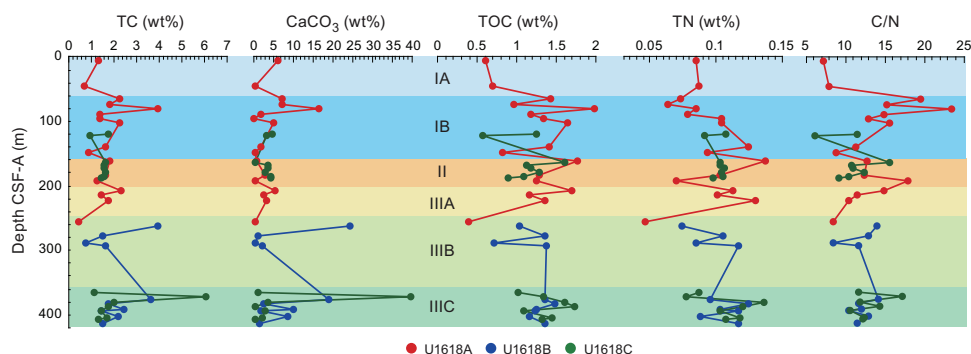 TC (wt%) CaCO3 (wt%) TOC (wt%) TN (wt%) C/N
0 1 2 3 4 5 6 7 0 5 10 15 20 25 30 35 40 0 0.5 1 1.5 2 0.05 0.1 0.15 5 10 15 20 25
0
IA
IB
100
II
200
IIIA
IIIB
300
IIIC
400
Depth CSF-A (m)
U1618A U1618B U1618C